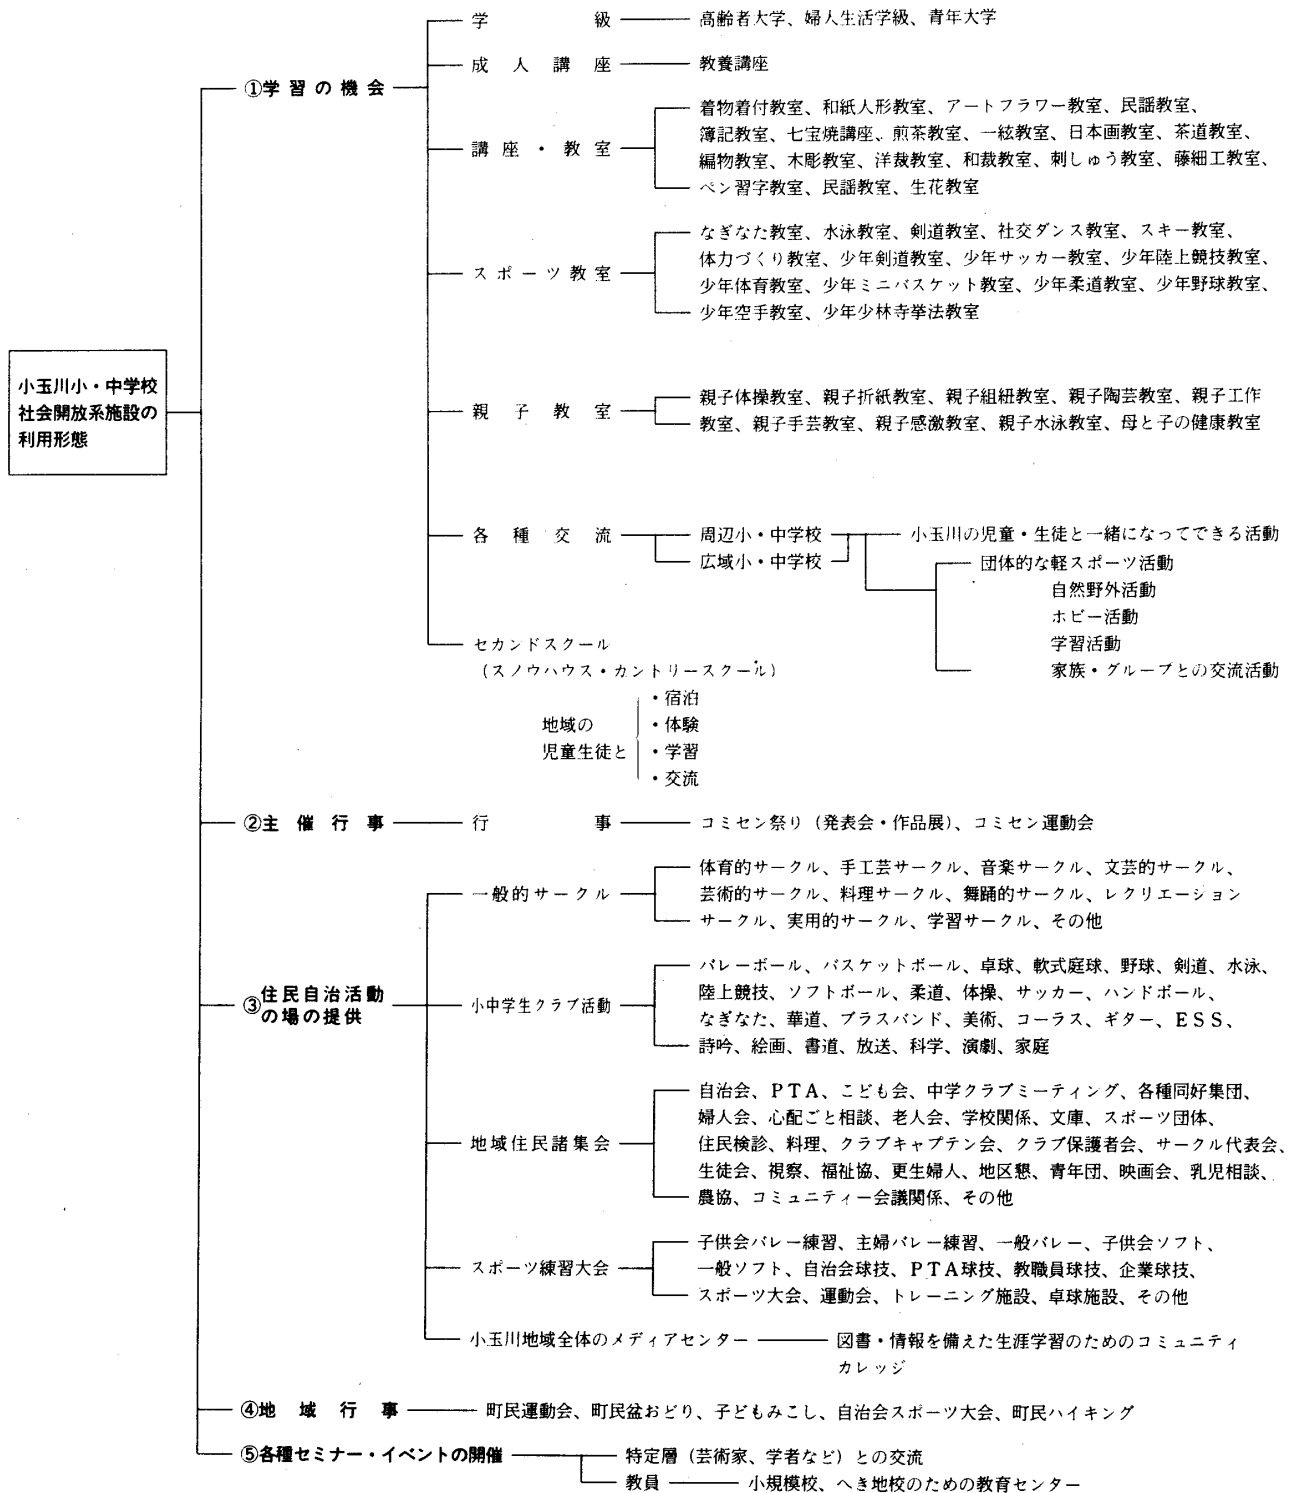 小玉川小・中学校
社会開放系施設の
利用形態
①学習の機会
学級
高齢者大学、婦人生活学級、青年大学
成人講座
教養講座
講座・教室
着物着付教室、和紙人形教室、アートフラワー教室、民謡教室、
簿記教室、七宝焼講座、煎茶教室、一絃教室、日本画教室、茶道教室、
編物教室、木彫教室、洋裁教室、和裁教室、刺しゅう教室、藤細工教室、
ペン習字教室、民謡教室、生花教室
スポーツ教室
なぎなた教室、水泳教室、剣道教室、社交ダンス教室、スキー教室、
体力づくり教室、少年剣道教室、少年サッカー教室、少年陸上競技教室、
少年体育教室、少年ミニバスケット教室、少年柔道教室、少年野球教室、
少年空手教室、少年少林寺挙法教室
親子教室
親子体操教室、親子折紙教室、親子組紐教室、親子陶芸教室、親子工作
教室、親子手芸教室、親子感激教室、親子水泳教室、母と子の健康教室
各種交流
周辺小・中学校
広域小・中学校
小玉川の児童・生徒と一緒になってできる活動
団体的な軽スポーツ活動
自然野外活動
ホビー活動
学習活動
家族・グループとの交流活動
セカンドスクール
(スノウハウス・カントリースクール)
地域の
児童生徒と
・宿泊
・体験
・学習
・交流
②主催行事
行事
コミセン祭り(発表会・作品展)、コミセン運動会
③住民自治活動
の場の提供
一般的サークル
体育的サークル、手工芸サークル、音楽サークル、文芸的サークル、
芸術的サークル、料理サークル、舞踊的サークル、レクリエーション
サークル、実用的サークル、学習サークル、その他
小中学生クラブ活動
バレーボール、バスケットボール、卓球、軟式庭球、野球、剣道、水泳、
陸上競技、ソフトボール、柔道、体操、サッカー、ハンドボール、
なぎなた、華道、ブラスバンド、美術、コーラス、ギター、ESS、
詩吟、絵画、書道、放送、科学、演劇、家庭
地域住民諸集会
自治会、PTA、こども会、中学クラブミーティング、各種同好集団、
婦人会、心配ごと相談、老人会、学校関係、文庫、スポーツ団体、
住民検診、料理、クラブキャプテン会、クラブ保護者会、サークル代表会、
生徒会、視察、福祉協、更生婦人、地区懇、青年団、映画会、乳児相談、
農協、コミュニティー会議関係、その他
スポーツ練習大会
子供会バレー練習、主婦バレー練習、一般バレー、子供会ソフト、
一般ソフト、自治会球技、PTA球技、教職員球技、企業球技、
スポーツ大会、運動会、トレーニング施設、卓球施設、その他
小玉川地域全体のメディアセンター
図書・情報を備えた生涯学習のためのコミュニティ
カレッジ
④地域行事
町民運動会、町民盆おどり、子どもみこし、自治会スポーツ大会、町民ハイキング
⑤各種セミナー・イベントの開催
特定層(芸術家、学者など)との交流
教員
小規模校、へき地校のための教育センター